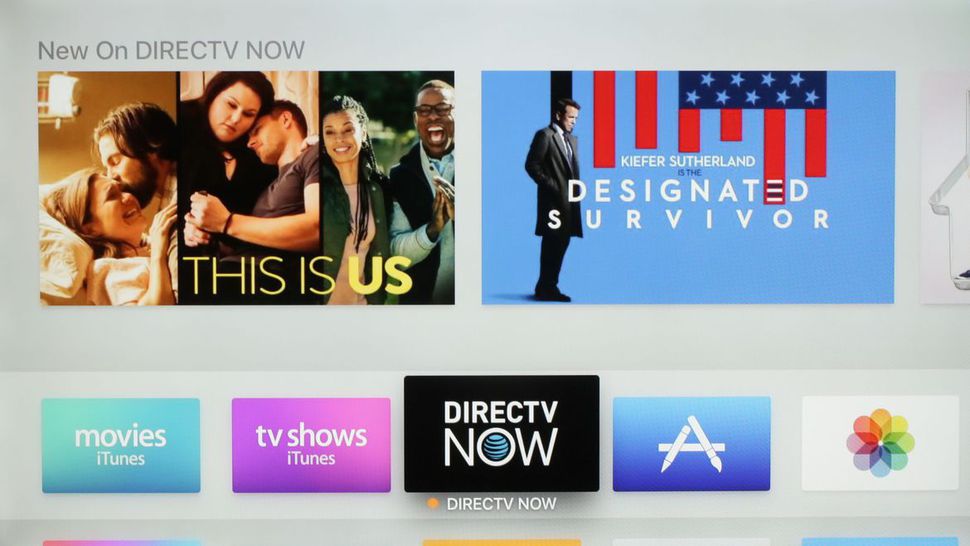 New On DIRECTV NOW
THIS IS US
KIEFER SUTHERLAND
IS THE
DESIGNATED
SURVIVOR
movies
iTunes
tv shows
iTunes
DIRECTV
NOW
DIRECTV NOW